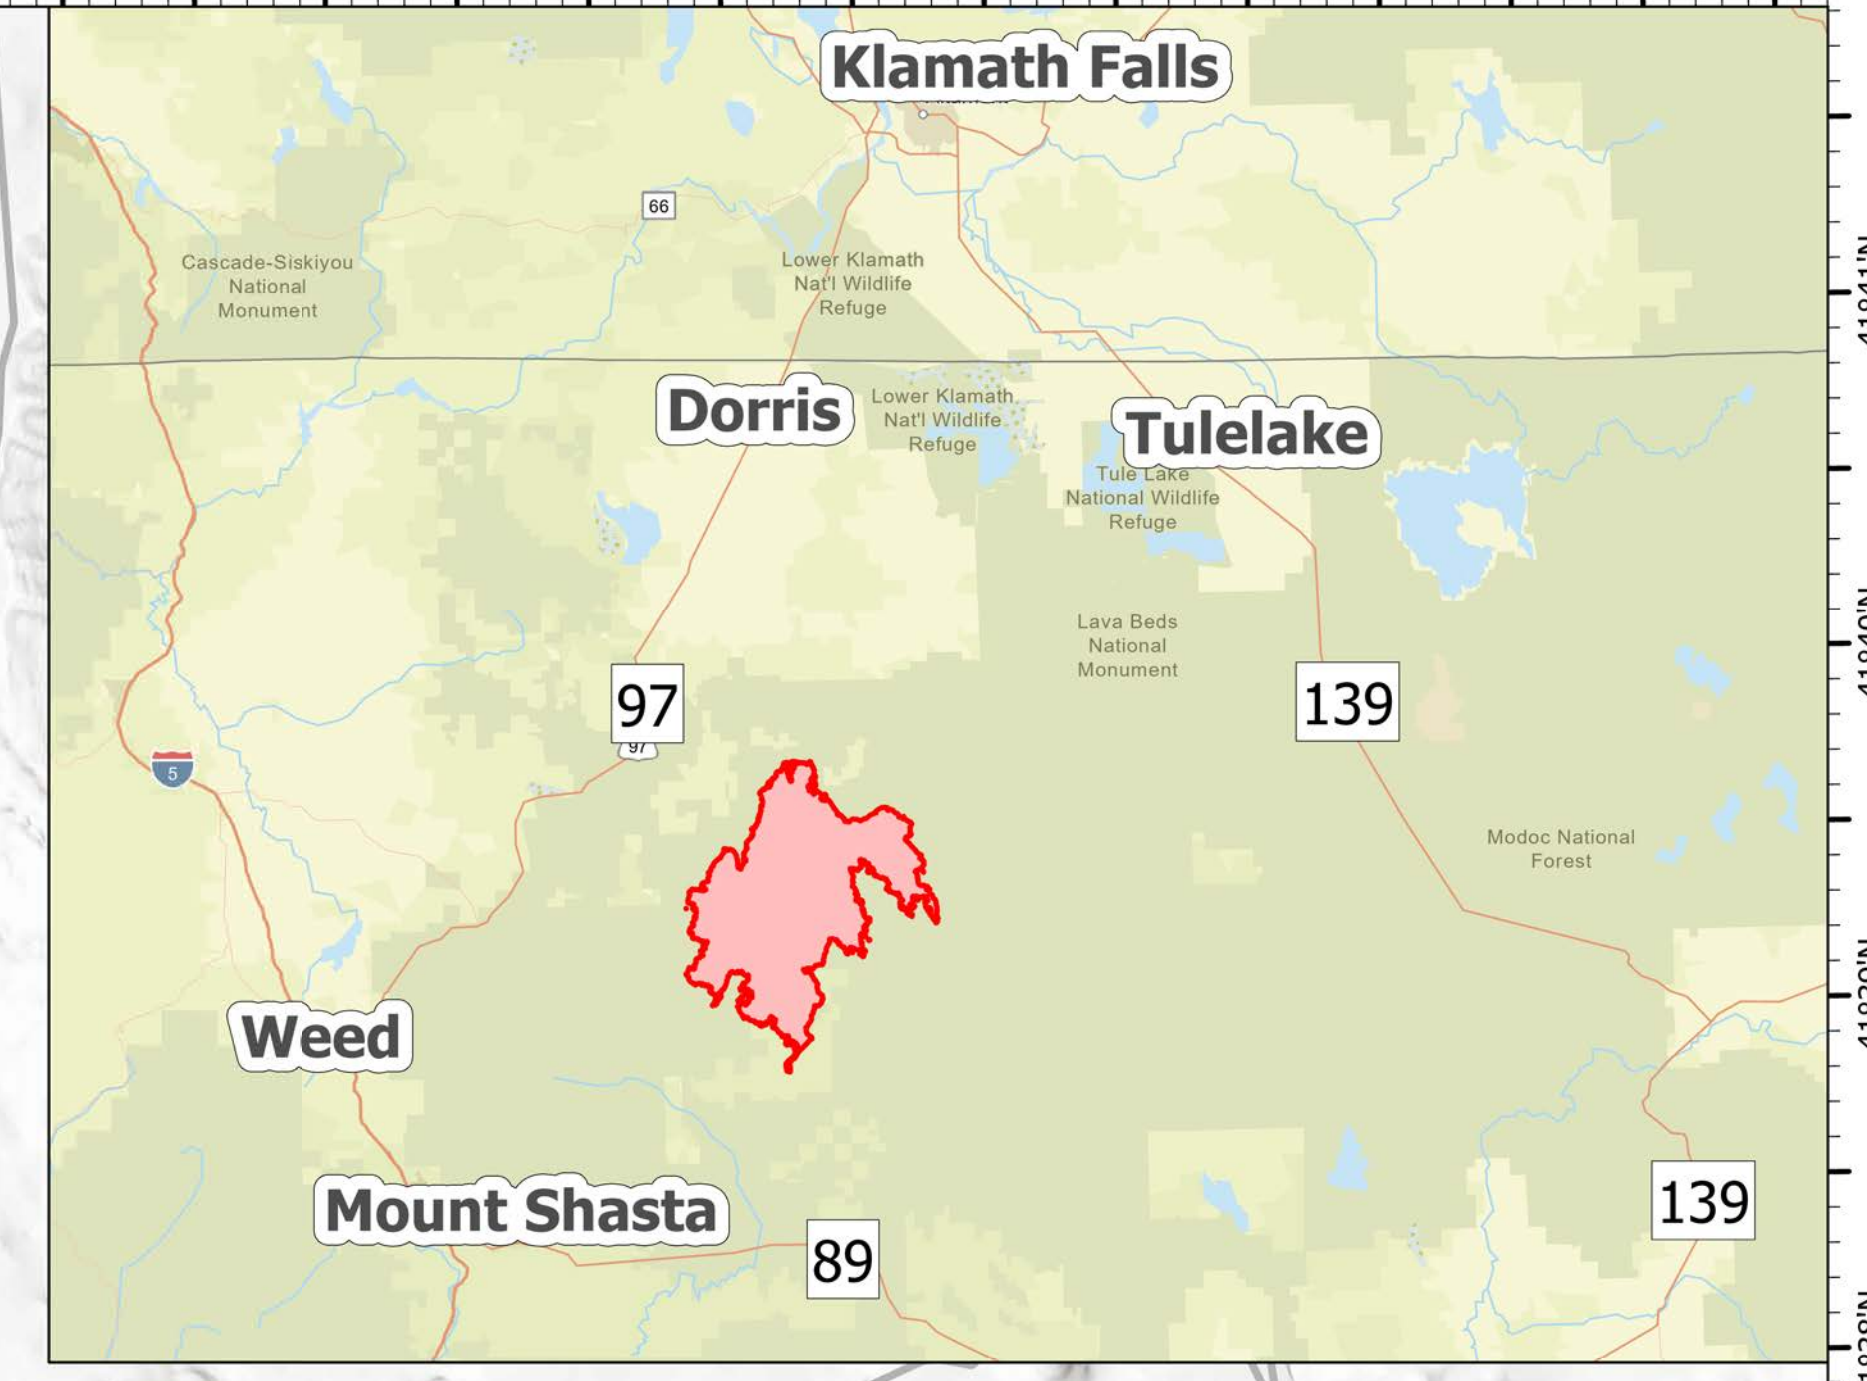 Klamath Falls
66
Cascade-Siskiyou
National
Monument
Lower Klamath
Nat'l Wildlife
Refuge
Dorris
Lower Klamath
Nat'l Wildlife
Refuge
Tulelake
Tule Lake
National Wildlife
Refuge
Lava Beds
National
Monument
97
97
139
5
Modoc National
Forest
Weed
Mount Shasta
89
139